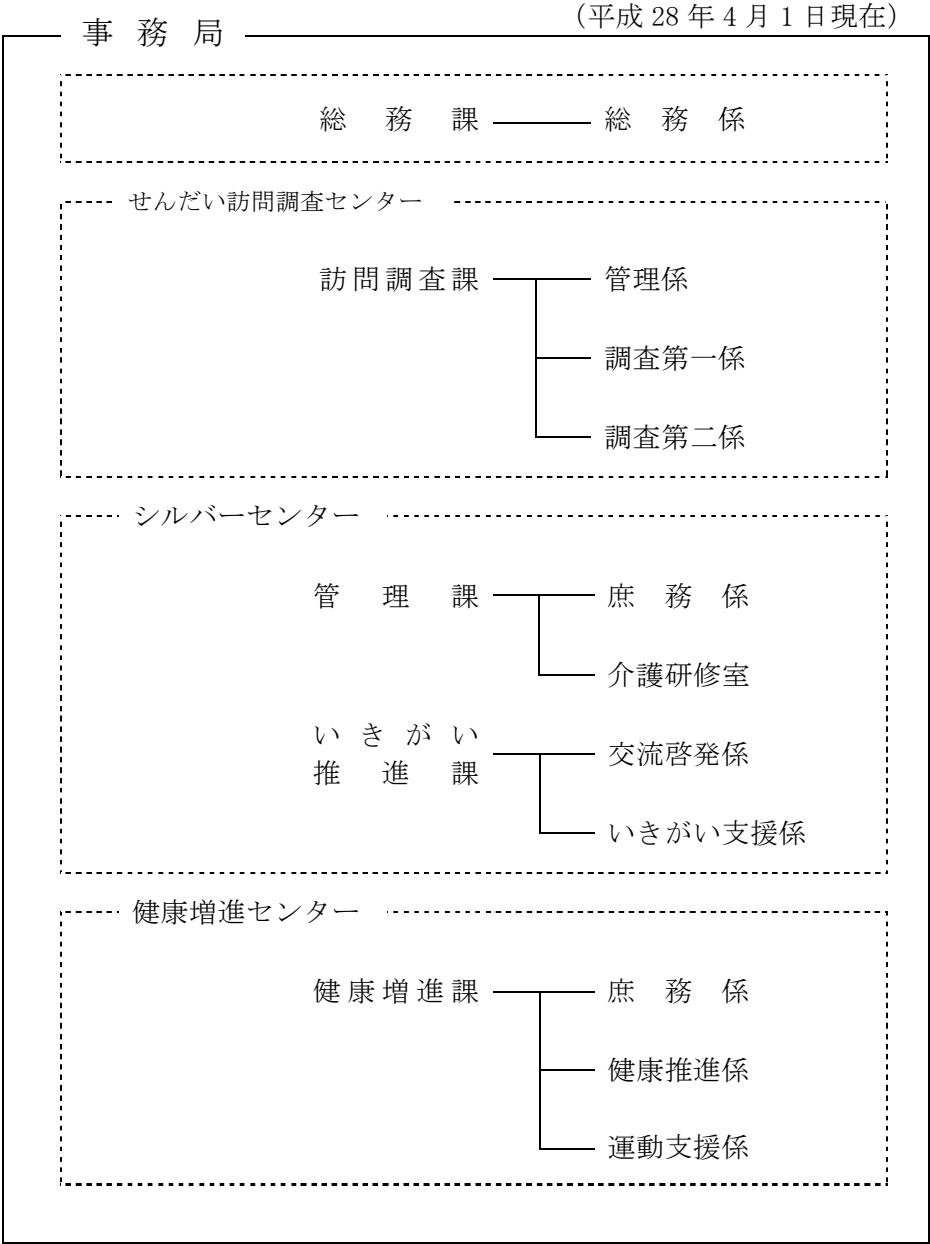 （平成 28 年 4 月 1 日現在）
事務局
総務課 総務係
せんだい訪問調査センター
訪問調査課 管理係
調査第一係
調査第二係
シルバーセンター
管理課 庶務係
介護研修室
いきがい
推進課
交流啓発係
いきがい支援係
健康増進センター
健康増進課 庶務係
健康推進係
運動支援係